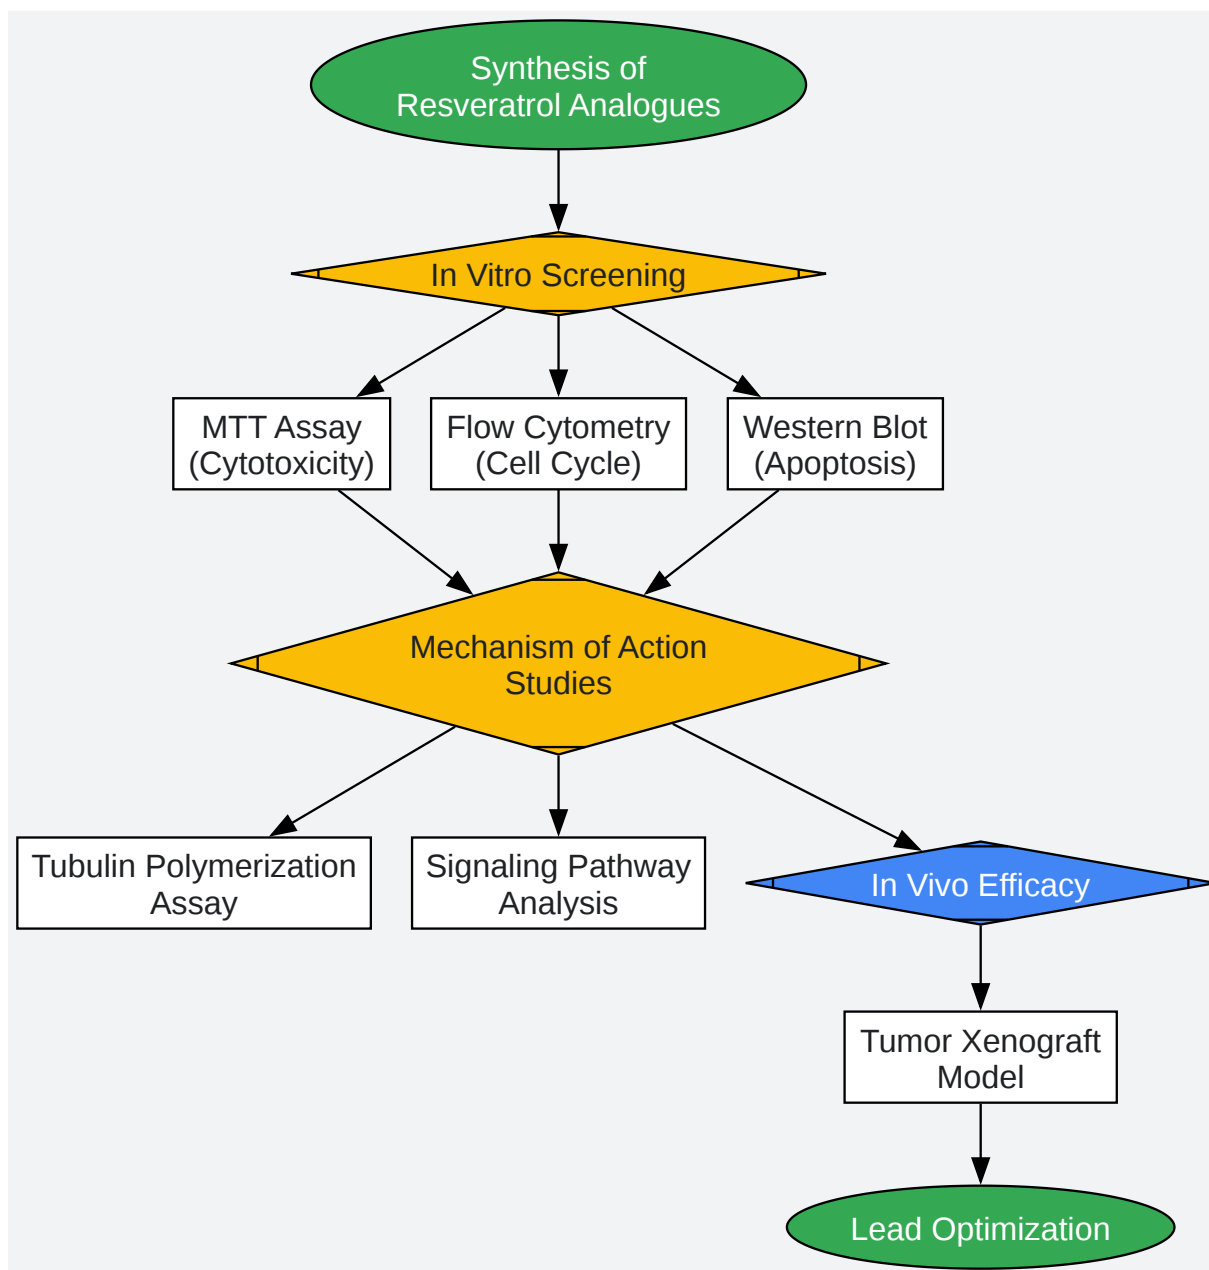 Synthesis of
Resveratrol Analogues
In Vitro Screening
MTT Assay
(Cytotoxicity)
Flow Cytometry
(Cell Cycle)
Western Blot
(Apoptosis)
Mechanism of Action
Studies
Tubulin Polymerization
Assay
Signaling Pathway
Analysis
In Vivo Efficacy
Tumor Xenograft
Model
Lead Optimization